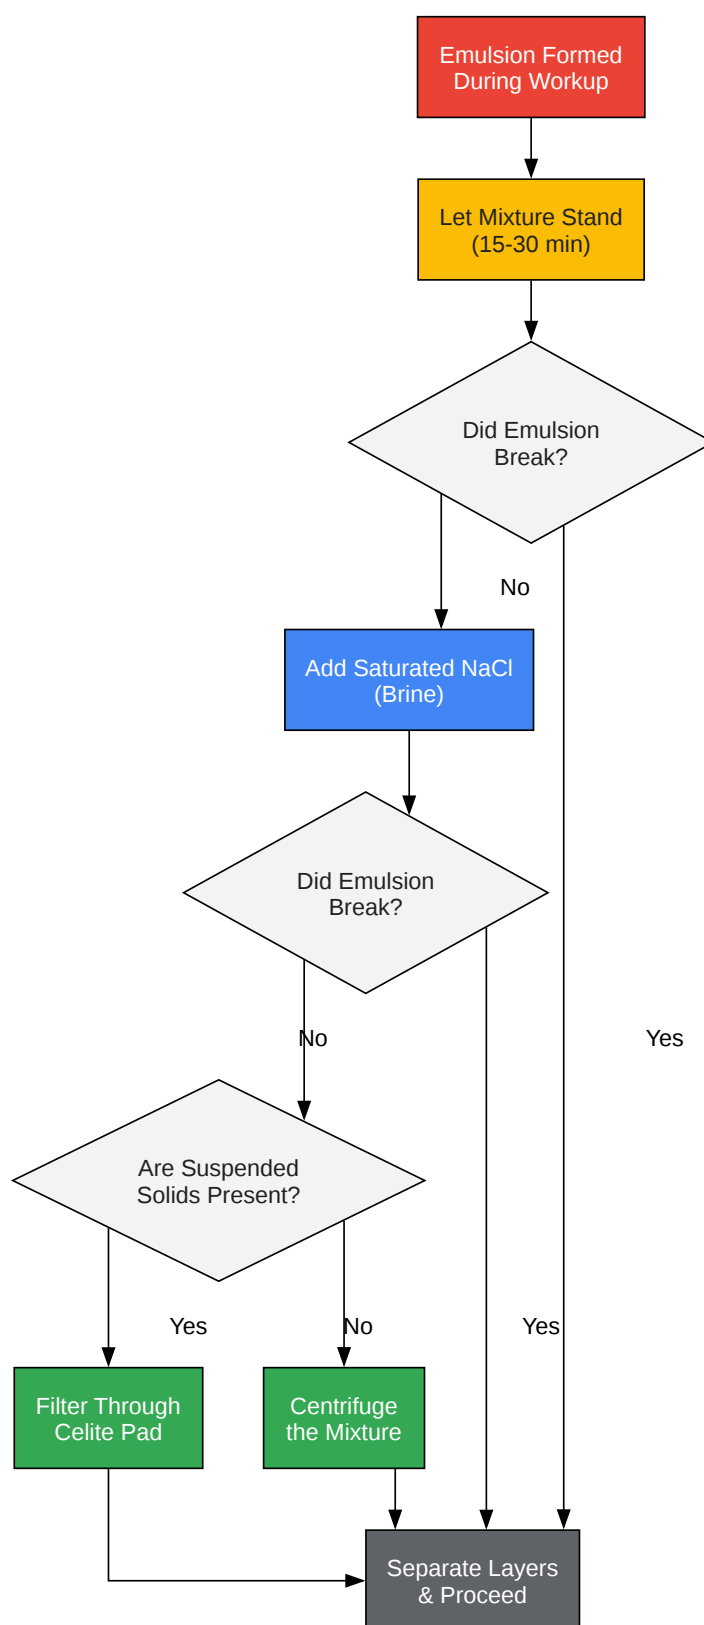 Emulsion Formed
During Workup
Let Mixture Stand
(15-30 min)
Did Emulsion
Break?
No
Add Saturated NaCl
(Brine)
Did Emulsion
Break?
No
Yes
Are Suspended
Solids Present?
Yes
No
Yes
Filter Through
Celite Pad
Centrifuge
the Mixture
Separate Layers
& Proceed